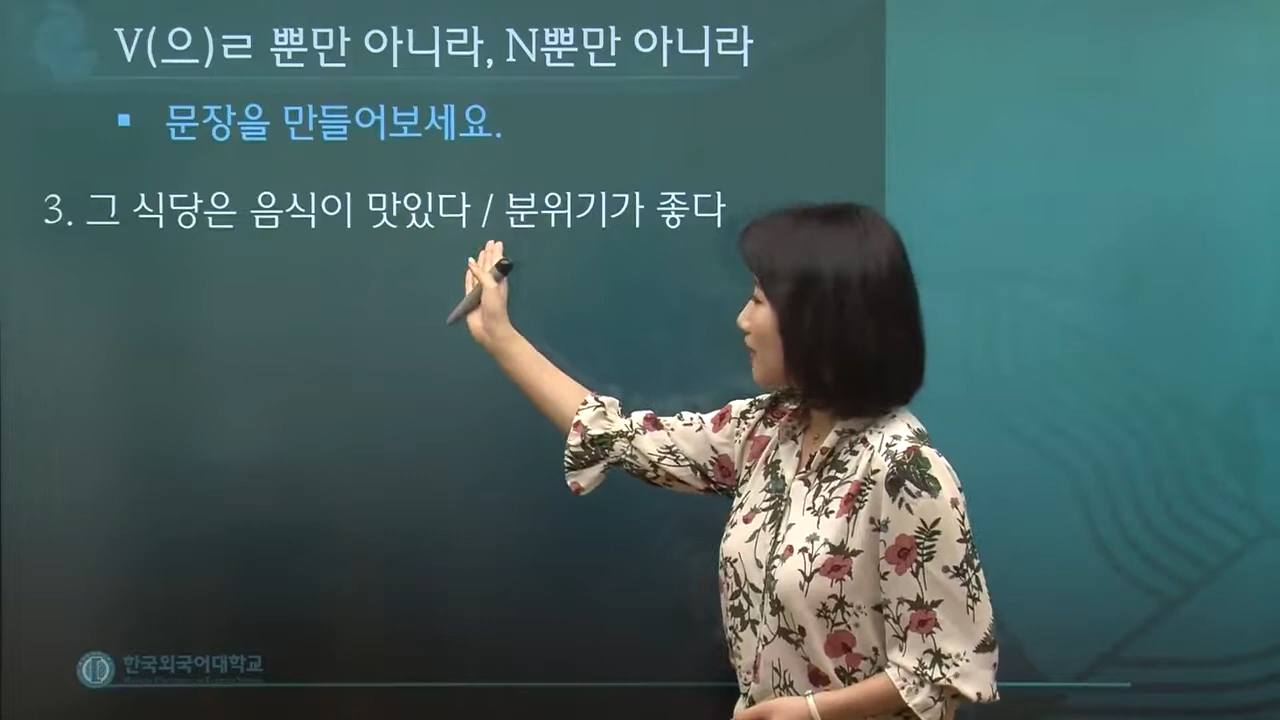 V(으)ㄹ 뿐만 아니라, N뿐만 아니라
▪ 문장을 만들어보세요.
3. 그 식당은 음식이 맛있다 / 분위기가 좋다
한국외국어대학교